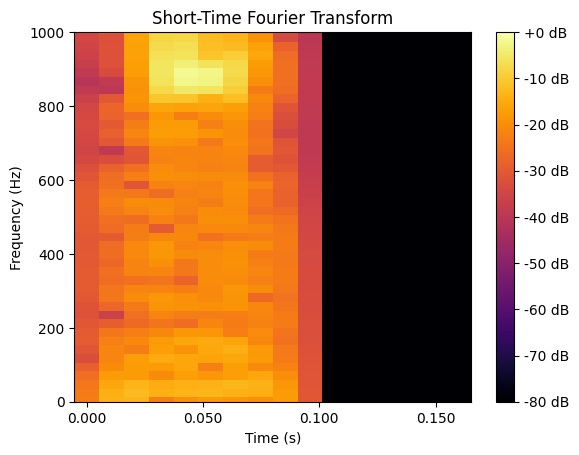 Short-Time Fourier Transform
Frequency (Hz)
1000
800
600
400
200
0
0.000
0.050
0.100
0.150
Time (s)
+0 dB
-10 dB
-20 dB
-30 dB
-40 dB
-50 dB
-60 dB
-70 dB
-80 dB